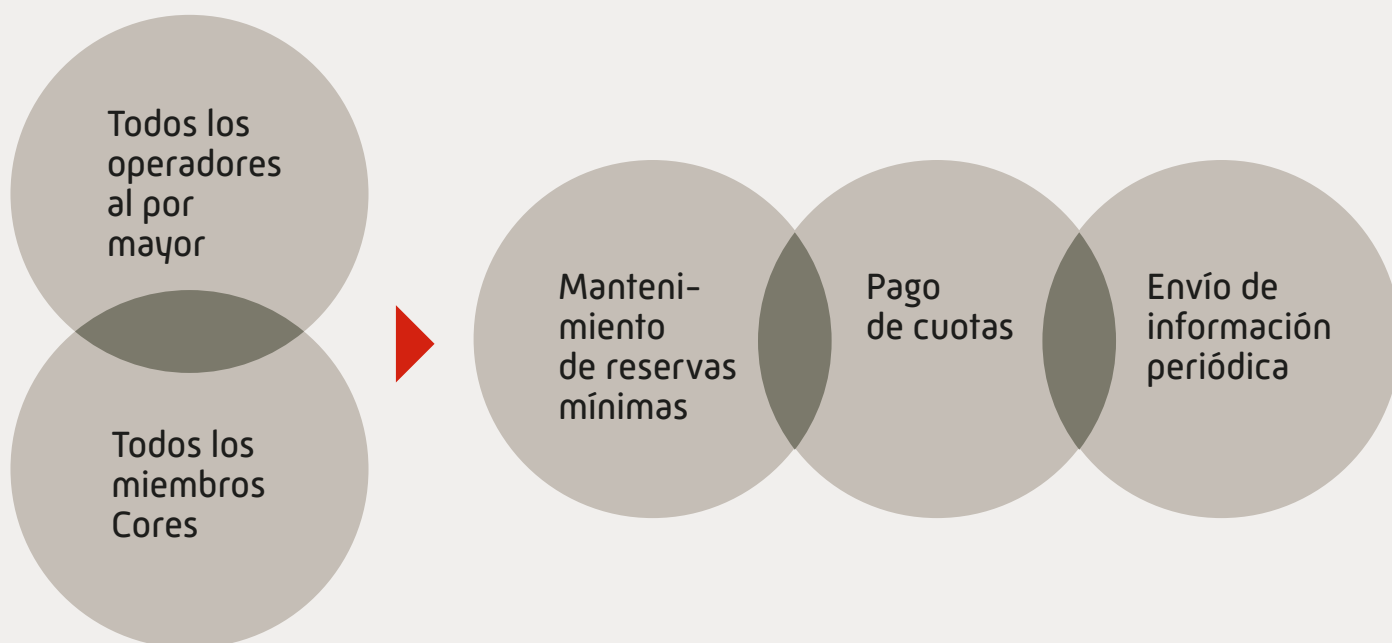 Todos los
operadores
al por
mayor
Todos los
miembros
Cores
Manteni-
miento
de reservas
mínimas
Pago
de cuotas
Envío de
información
periódica